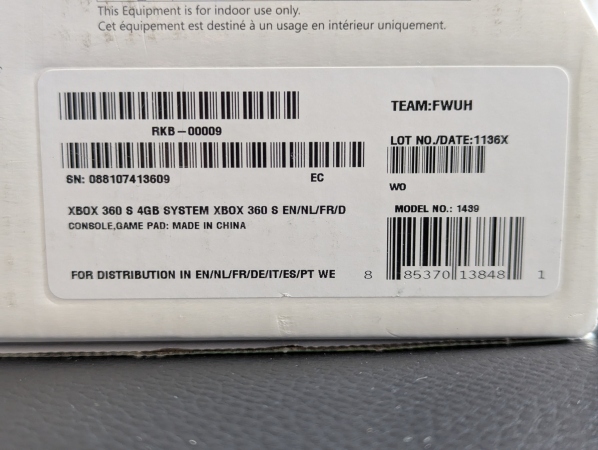 This Equipment is for indoor use only.
Cet équipement est destiné à un usage en intérieur uniquement.
TEAM:FWUH
RKB-00009
LOT NO./DATE:1136X
SN: 088107413609
EC
WO
XBOX 360 S 4GB SYSTEM XBOX 360 S EN/NL/FR/D
MODEL NO.: 1439
CONSOLE,GAME PAD: MADE IN CHINA
FOR DISTRIBUTION IN EN/NL/FR/DE/IT/ES/PT WE
8 85370 13848 1